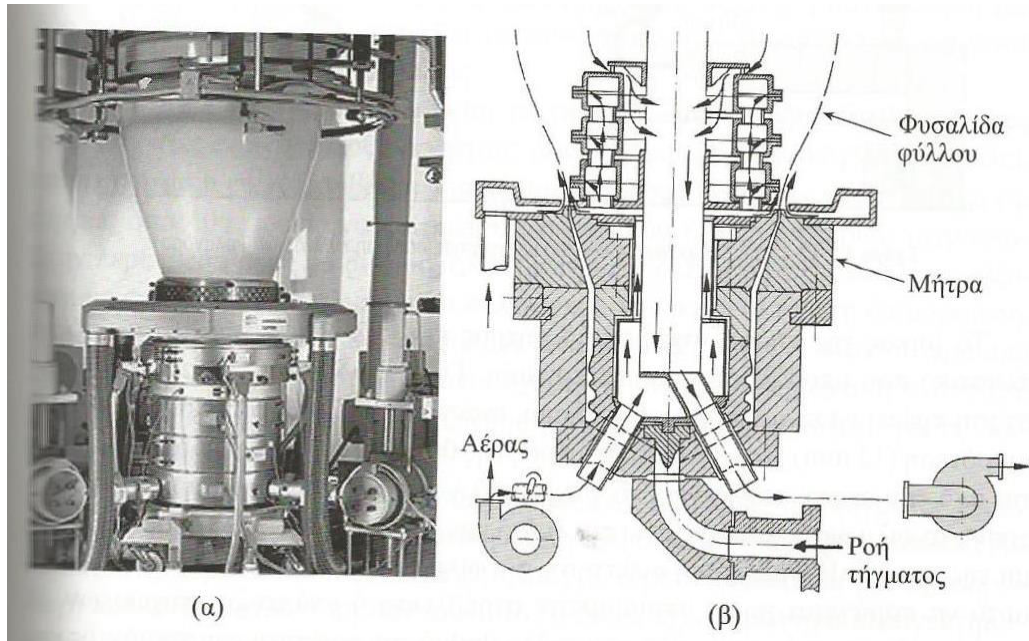 Φυσαλίδα
φύλλου
Μήτρα
Αέρας
Ροή
τήγματος
(α)
(β)